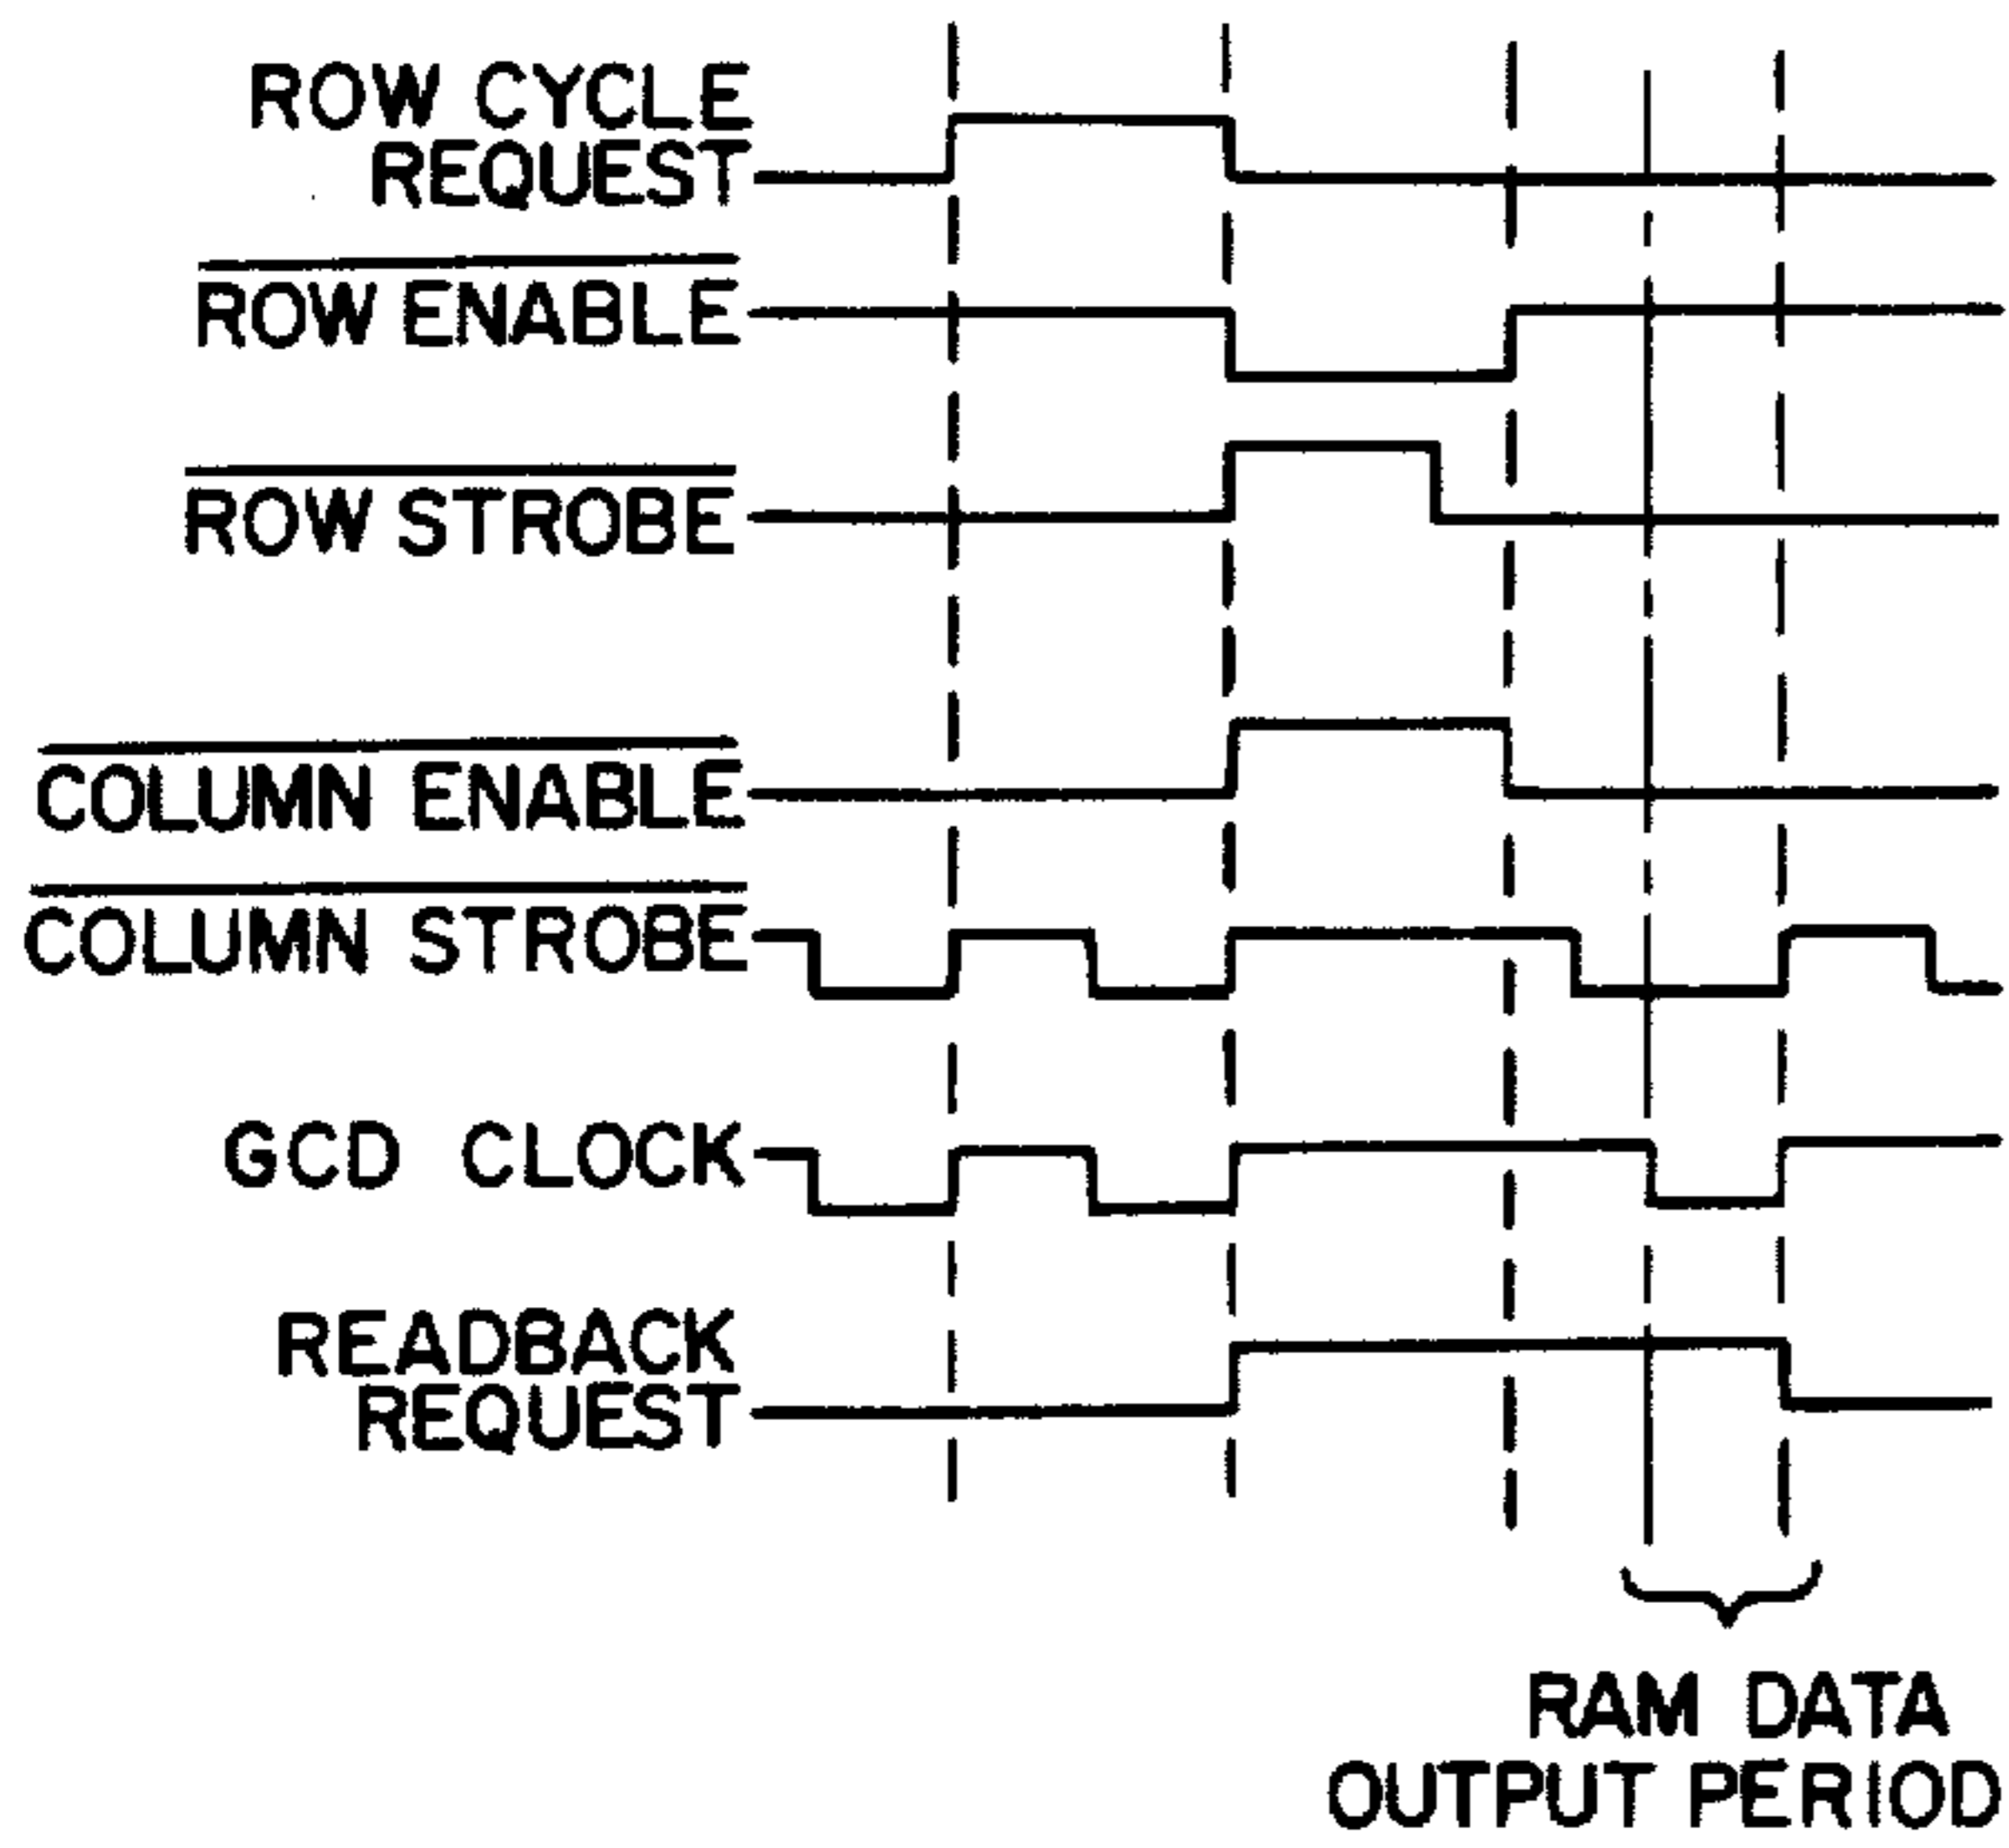 ROW CYCLE
REQUEST
ROW ENABLE
ROW STROBE
COLUMN ENABLE
COLUMN STROBE
GCD CLOCK
READBACK
REQUEST
RAM DATA
OUTPUT PERIOD